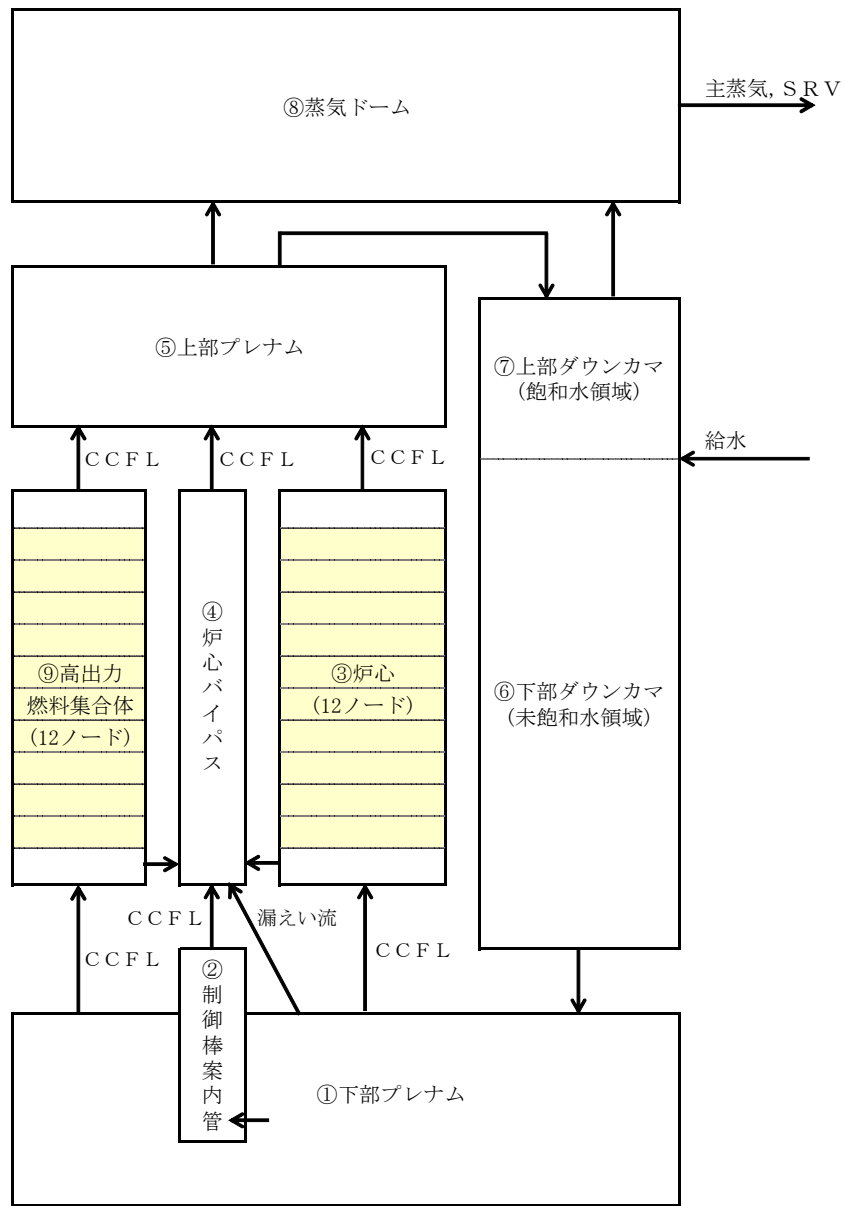 ⑧蒸気ドーム
主蒸気, ＳＲＶ
⑤上部プレナム
⑦上部ダウンカマ
(飽和水領域)
給水
ＣＣＦＬ
ＣＣＦＬ
ＣＣＦＬ
⑨高出力
燃料集合体
(12ノード)
④炉心バイパス
③炉心
(12ノード)
⑥下部ダウンカマ
(未飽和水領域)
ＣＣＦＬ
漏えい流
ＣＣＦＬ
ＣＣＦＬ
②制御棒案内管
①下部プレナム